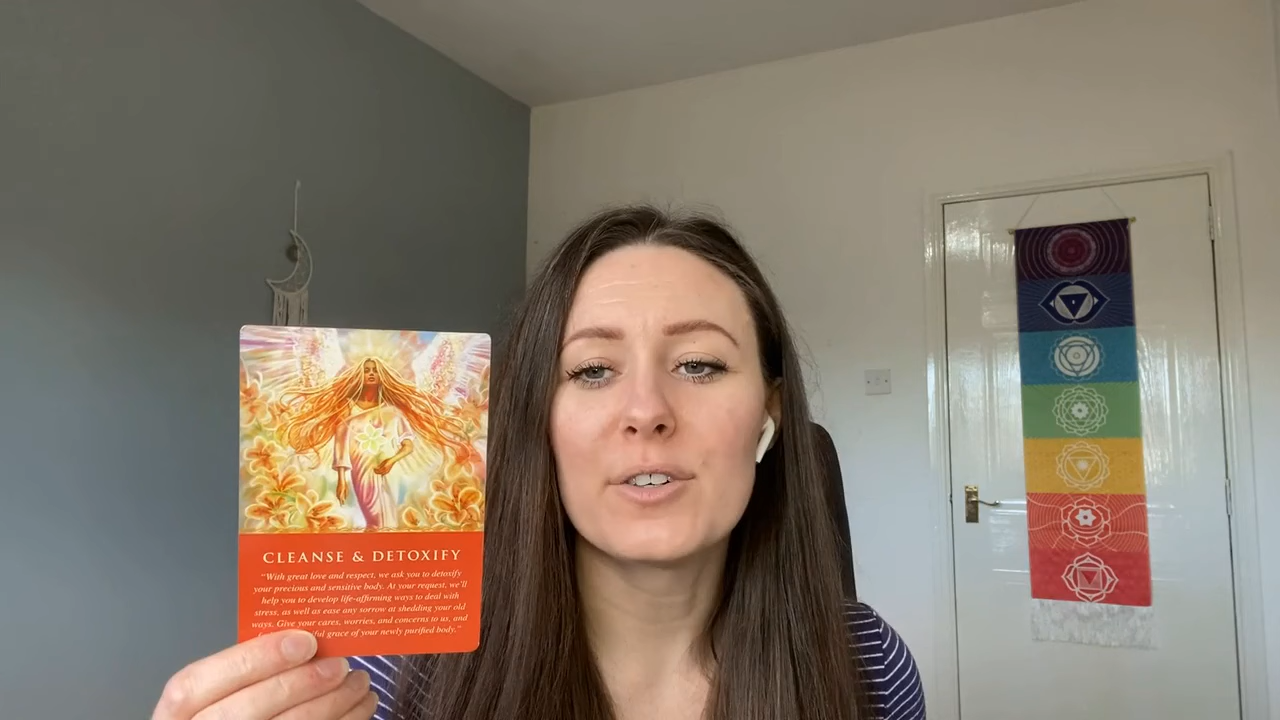 CLEANSE & DETOXIFY
"With great love and respect, we ask you to detoxify
your precious and sensitive body. At your request, we'll
help you to develop life-affirming ways to deal with
stress, as well as ease any sorrow at shedding your old
ways. Give your cares, worries, and concerns to us, and
grace of your newly purified body."